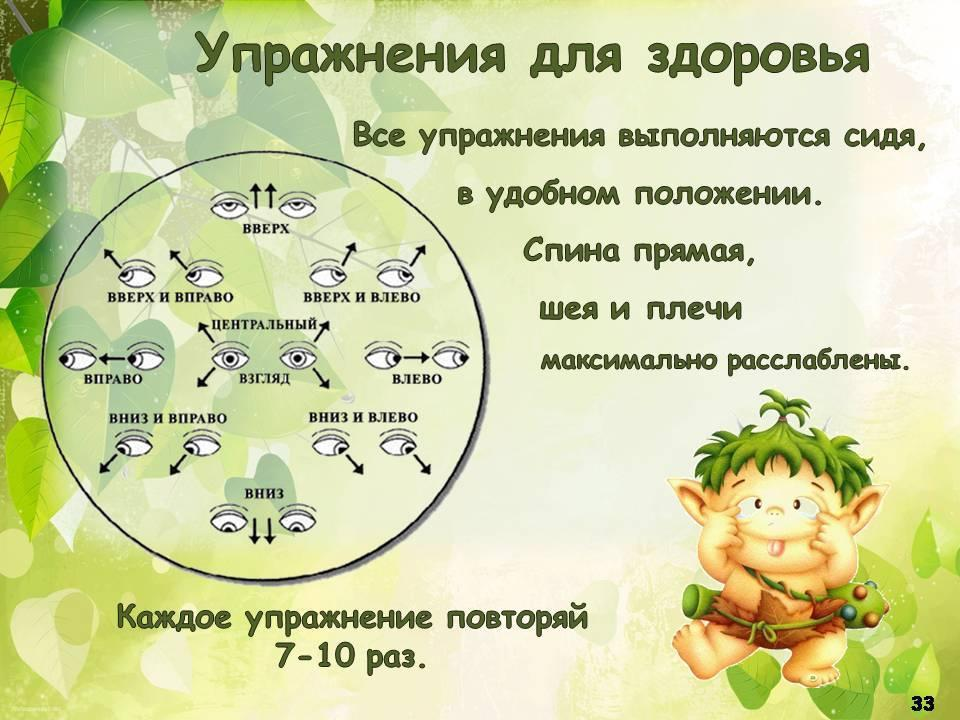 Упражнения для здоровья
Все упражнения выполняются сидя,
в удобном положении.
Спина прямая,
шея и плечи
максимально расслаблены.
ВВЕРХ
ВВЕРХ И ВПРАВО
ВВЕРХ И ВЛЕВО
ЦЕНТРАЛЬНЫЙ
ВПРАВО
ВЗГЛЯД
ВЛЕВО
ВНИЗ И ВПРАВО
ВНИЗ И ВЛЕВО
ВНИЗ
Каждое упражнение повторяй
7-10 раз.
33